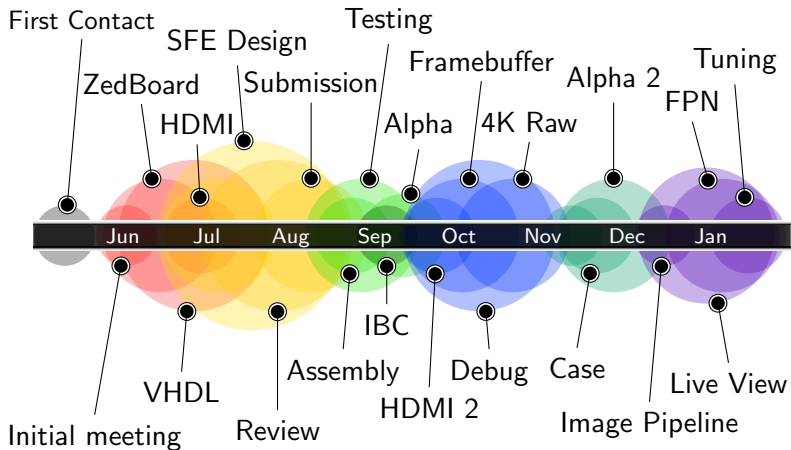 First Contact
SFE Design
Testing
Tuning
ZedBoard
Submission
Framebuffer
Alpha 2
FPN
HDMI
Alpha
4K Raw
Jun
Jul
Aug
Sep
Oct
Nov
Dec
Jan
IBC
Assembly
Debug
Case
Live View
VHDL
HDMI 2
Image Pipeline
Initial meeting
Review